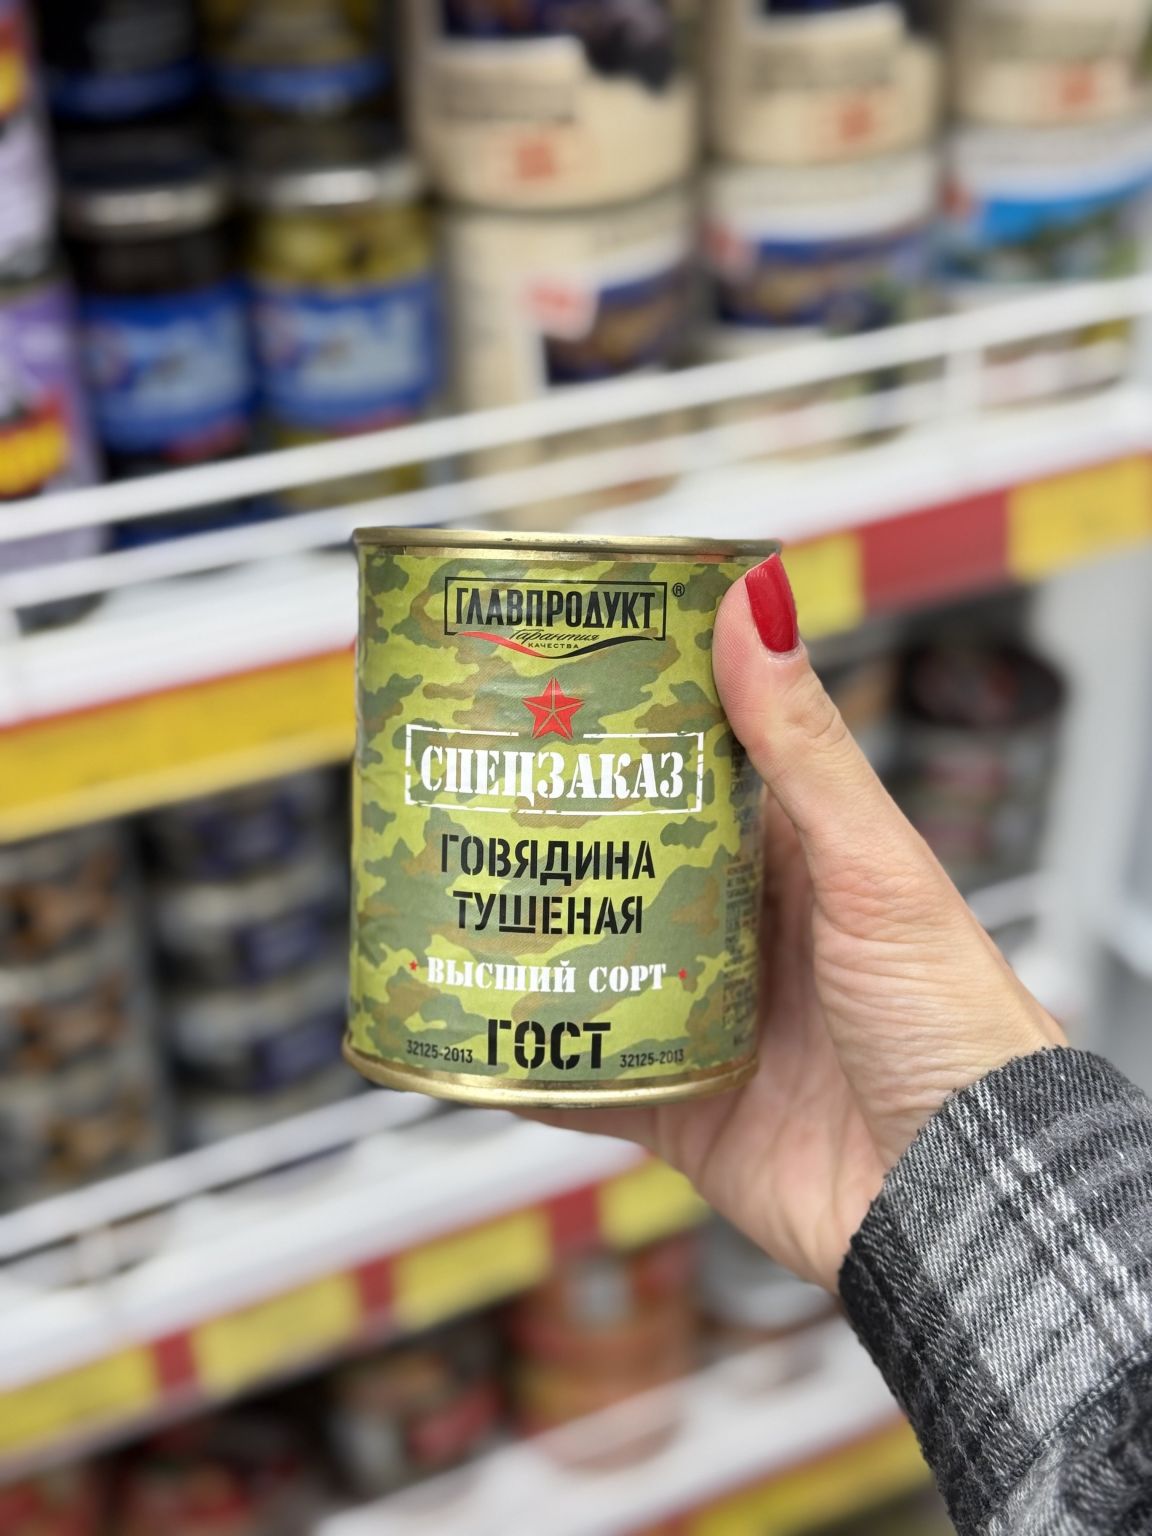 ГЛАВПРОДУКТ®
Гарантия
КАЧЕСТВА
СПЕЦЗАКАЗ
ГОВЯДИНА
ТУШЕНАЯ
ВЫСШИЙ СОРТ
32125-2013 ГОСТ 32125-2013